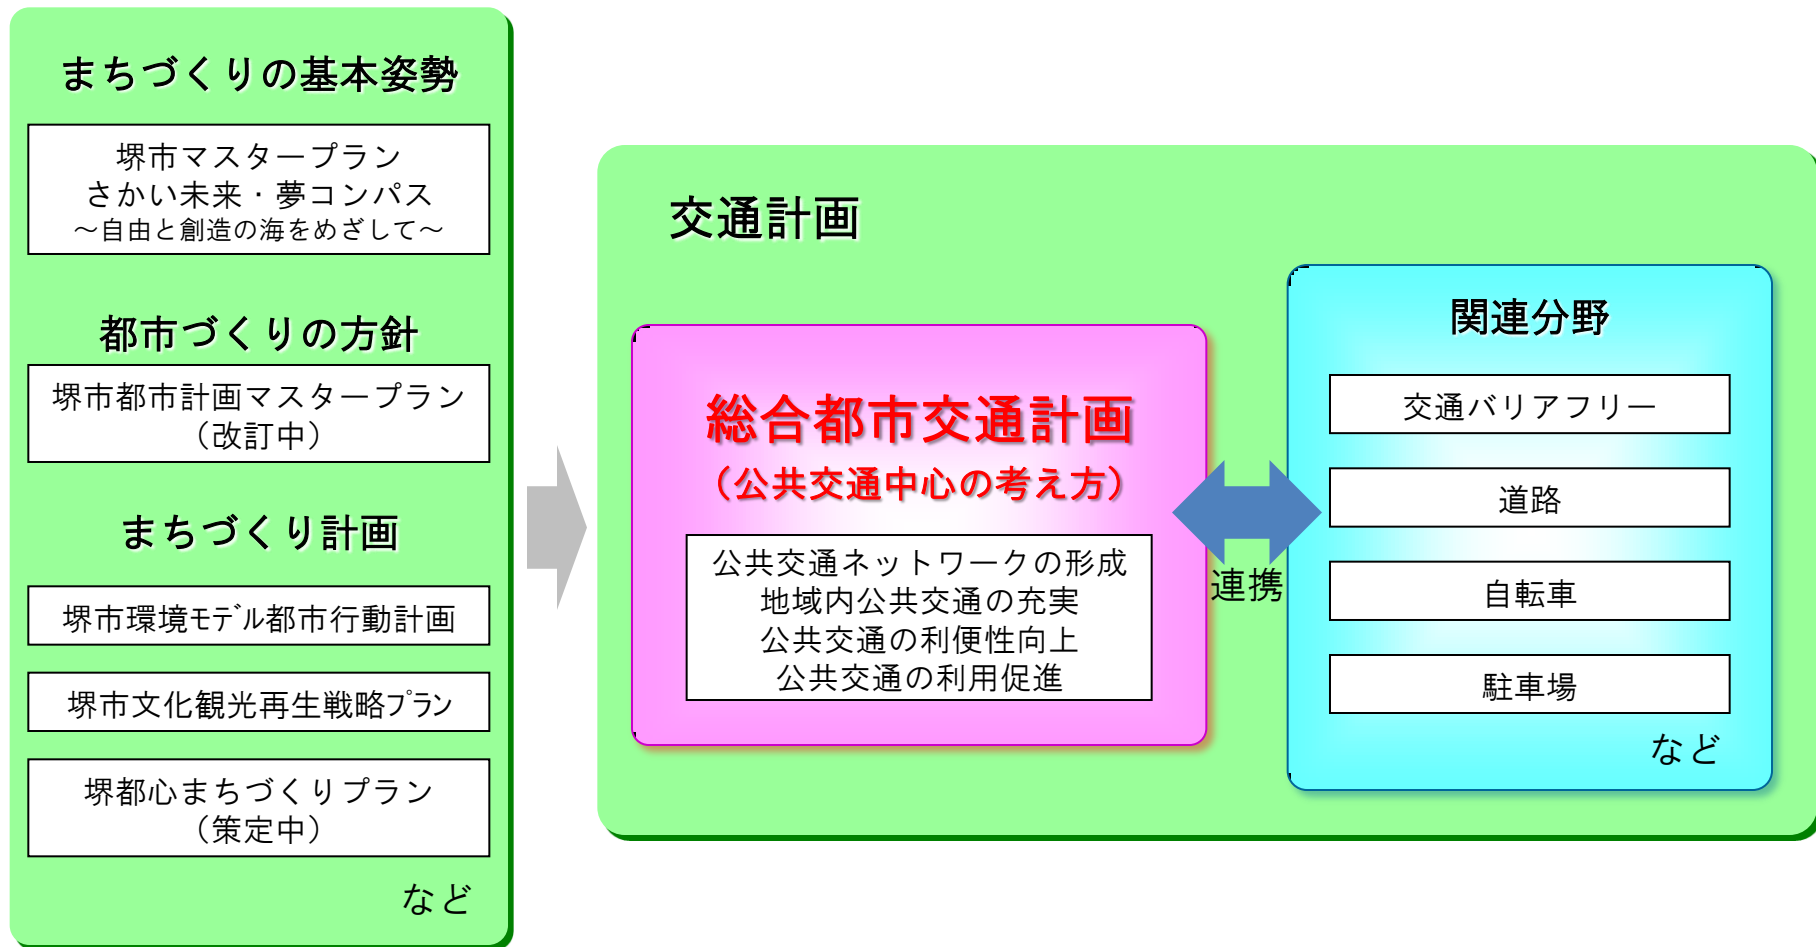 まちづくりの基本姿勢
堺市マスタープラン
さかい未来・夢コンパス
～自由と創造の海をめざして～
都市づくりの方針
堺市都市計画マスタープラン
（改訂中）
まちづくり計画
堺市環境ﾓﾃﾞﾙ都市行動計画
堺市文化観光再生戦略ﾌﾟﾗﾝ
堺都心まちづくりプラン
（策定中）
など
交通計画
総合都市交通計画
（公共交通中心の考え方）
公共交通ネットワークの形成
地域内公共交通の充実
公共交通の利便性向上
公共交通の利用促進
連携
関連分野
交通バリアフリー
道路
自転車
駐車場
など